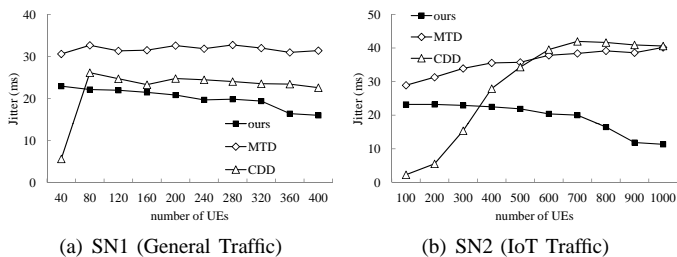 40
30
20
10
0
Jitter (ms)
ours
MTD
CDD
40 80 120 160 200 240 280 320 360 400
number of UEs
(a) SN1 (General Traffic)
50
40
30
20
10
0
Jitter (ms)
ours
MTD
CDD
100 200 300 400 500 600 700 800 900 1000
number of UEs
(b) SN2 (IoT Traffic)